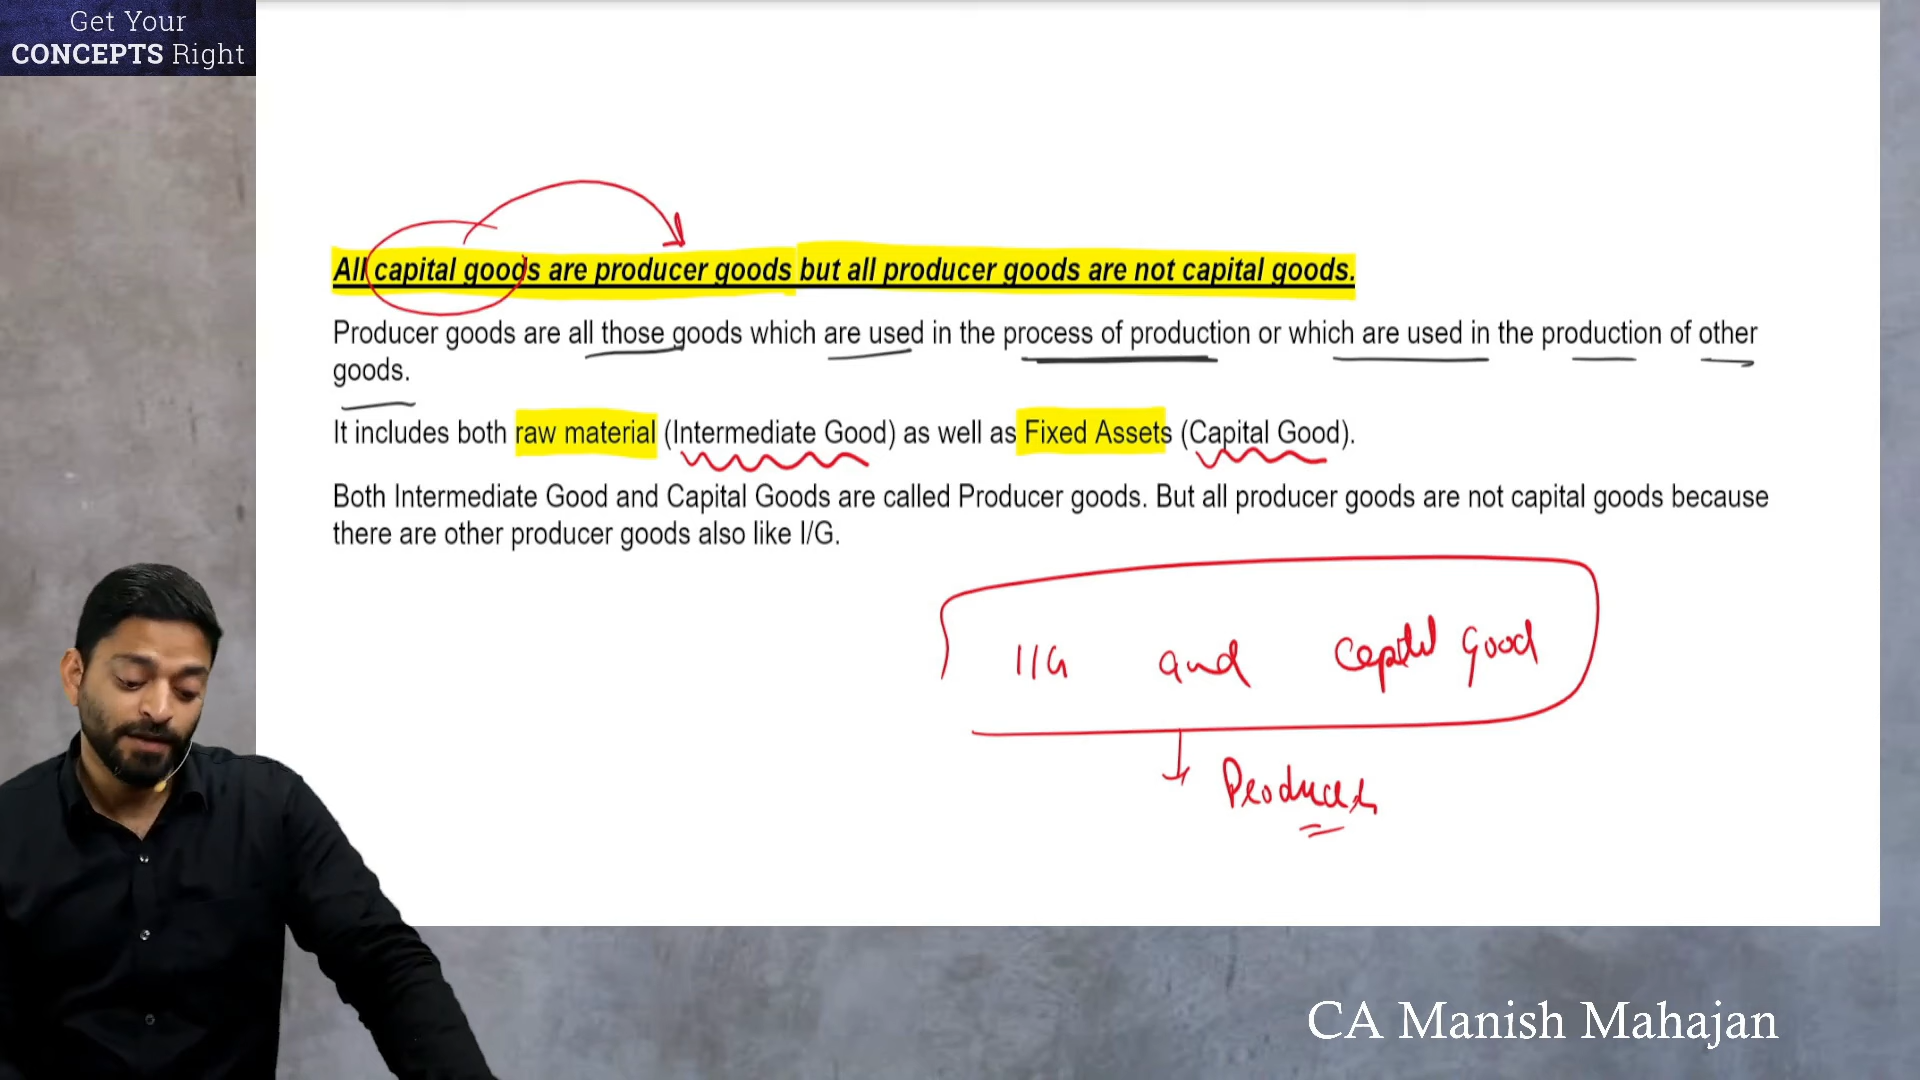 Get Your
CONCEPTS Right
All capital goods are producer goods but all producer goods are not capital goods.
Producer goods are all those goods which are used in the process of production or which are used in the production of other
goods.
It includes both raw material (Intermediate Good) as well as Fixed Assets (Capital Good).
Both Intermediate Good and Capital Goods are called Producer goods. But all producer goods are not capital goods because
there are other producer goods also like I/G.
I/G and Capital Good
Producer
CA Manish Mahajan